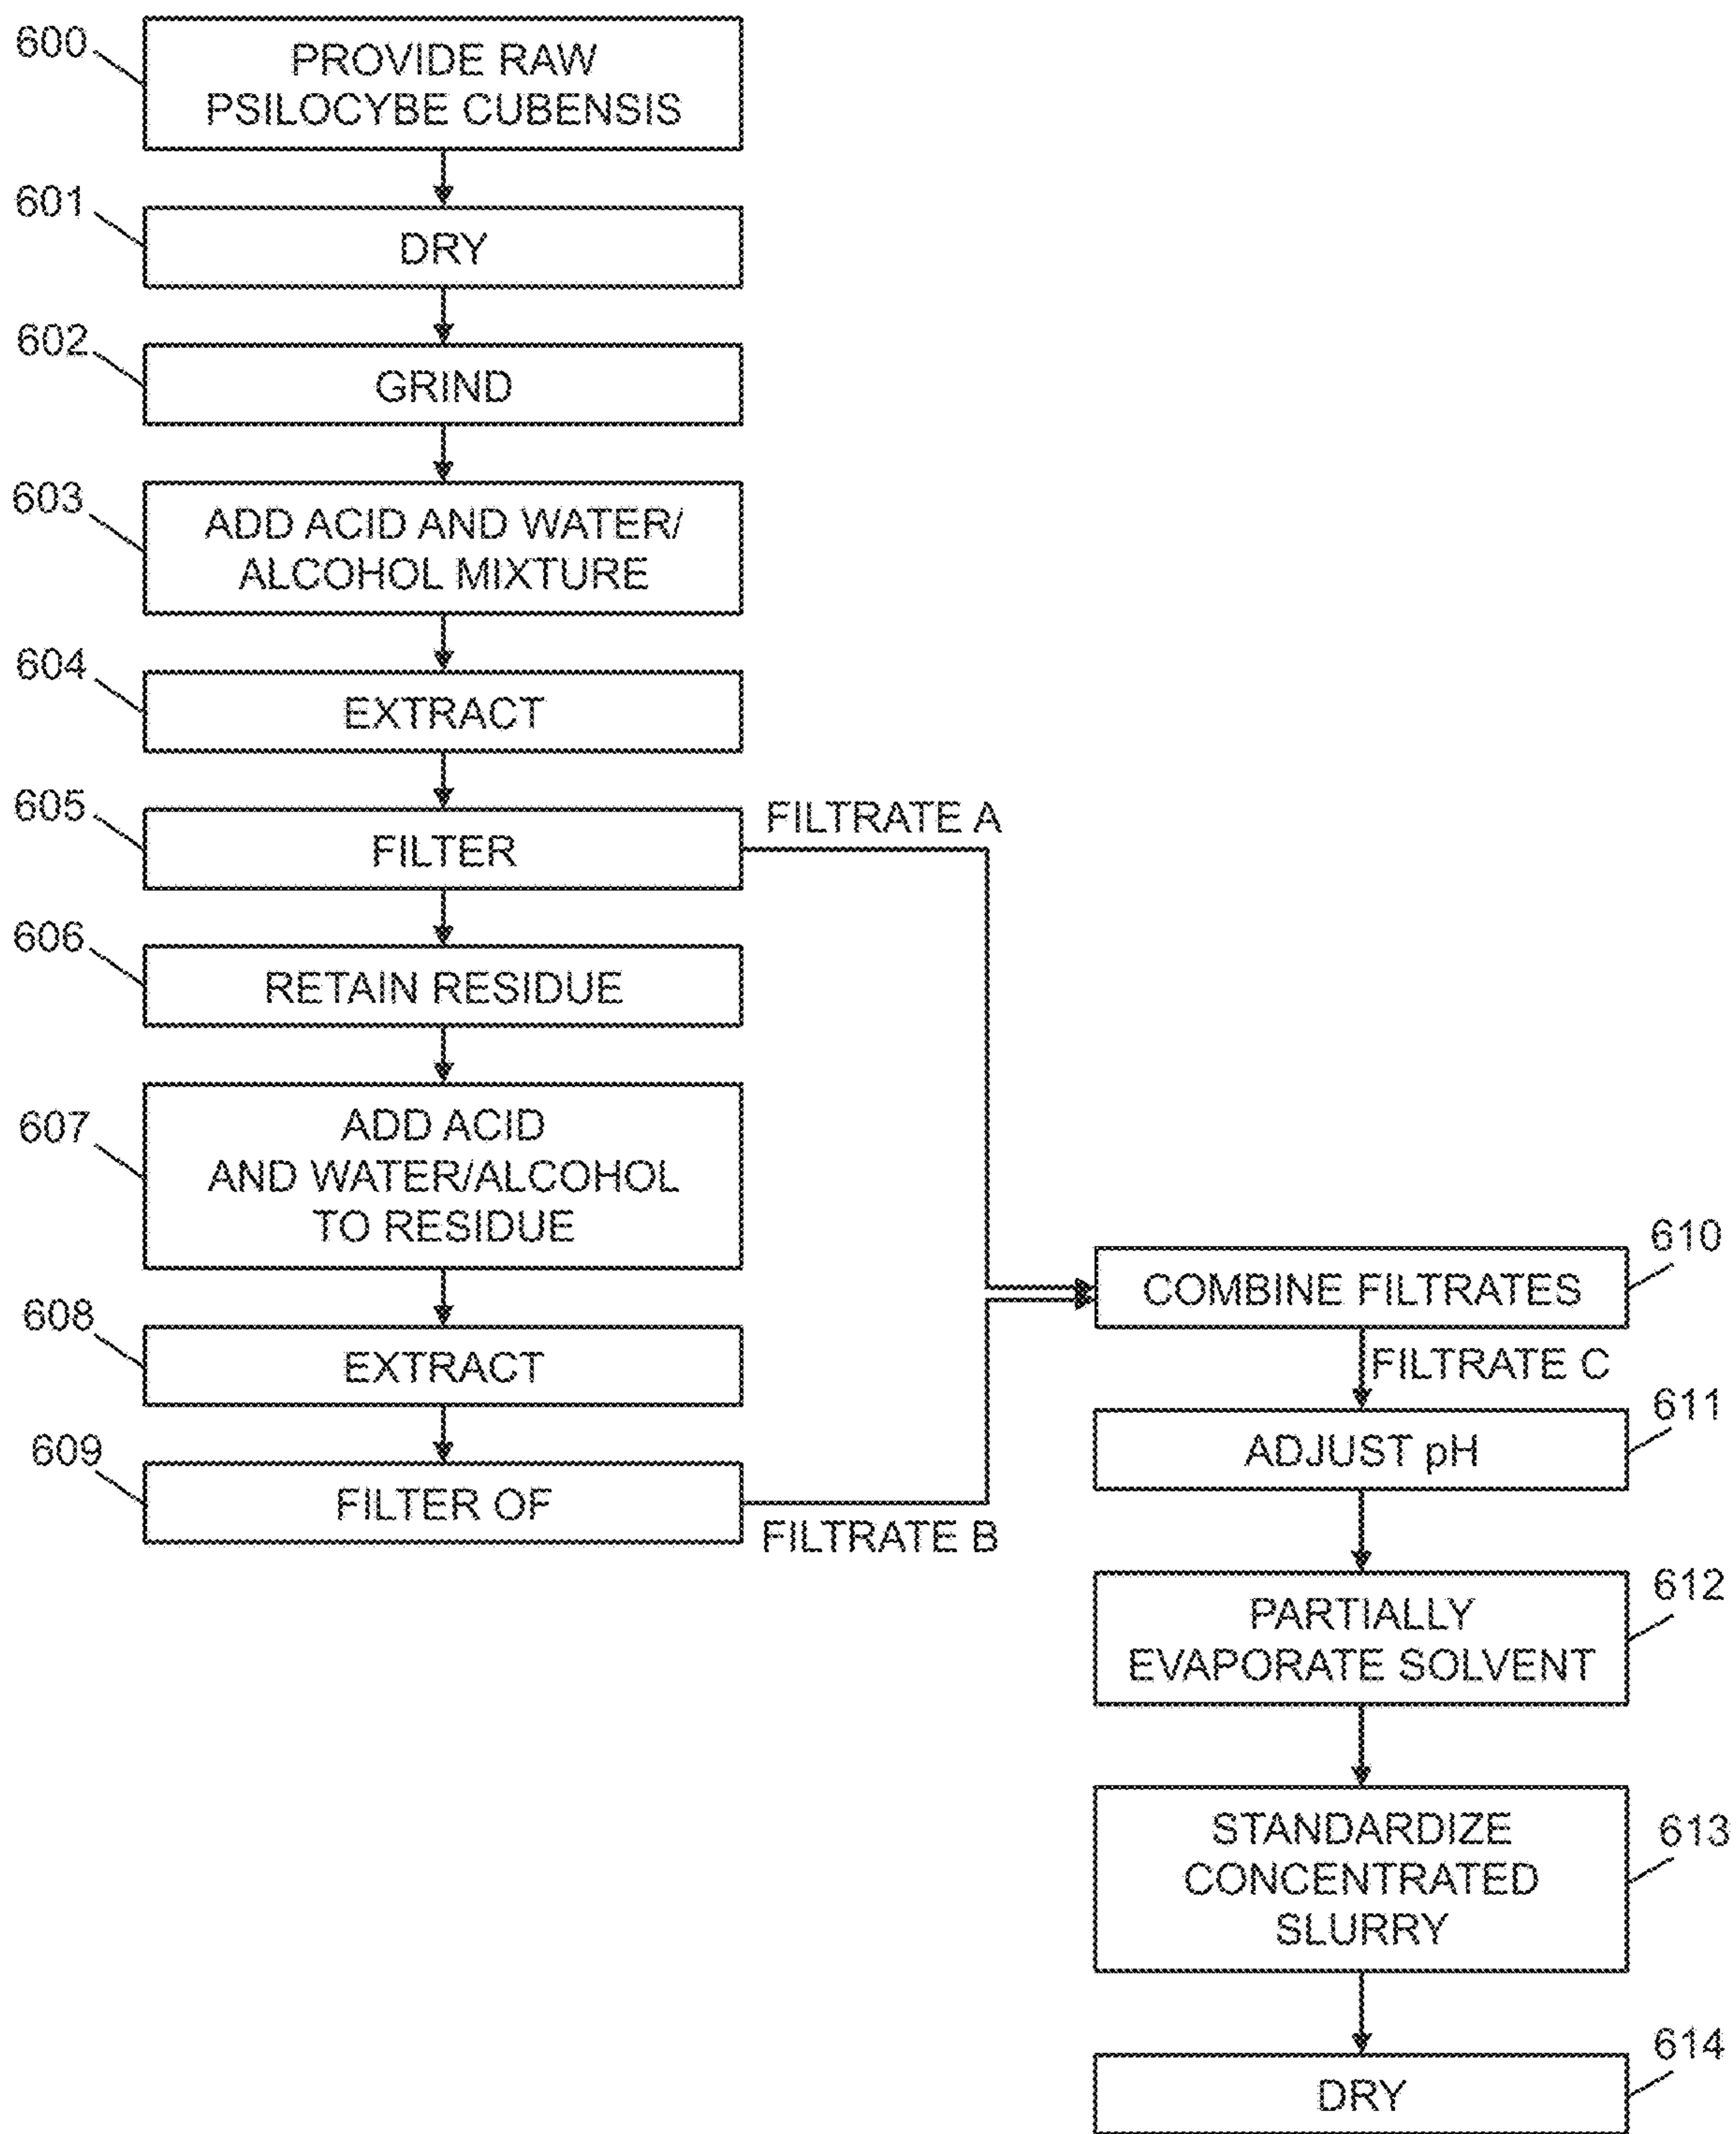 600
PROVIDE RAW
PSILOCYBE CUBENSIS
601
DRY
602
GRIND
603
ADD ACID AND WATER/
ALCOHOL MIXTURE
604
EXTRACT
605
FILTER
FILTRATE A
606
RETAIN RESIDUE
607
ADD ACID
AND WATER/ALCOHOL
TO RESIDUE
608
EXTRACT
609
FILTER OF
FILTRATE B
610
COMBINE FILTRATES
FILTRATE C
611
ADJUST pH
612
PARTIALLY
EVAPORATE SOLVENT
613
STANDARDIZE
CONCENTRATED
SLURRY
614
DRY